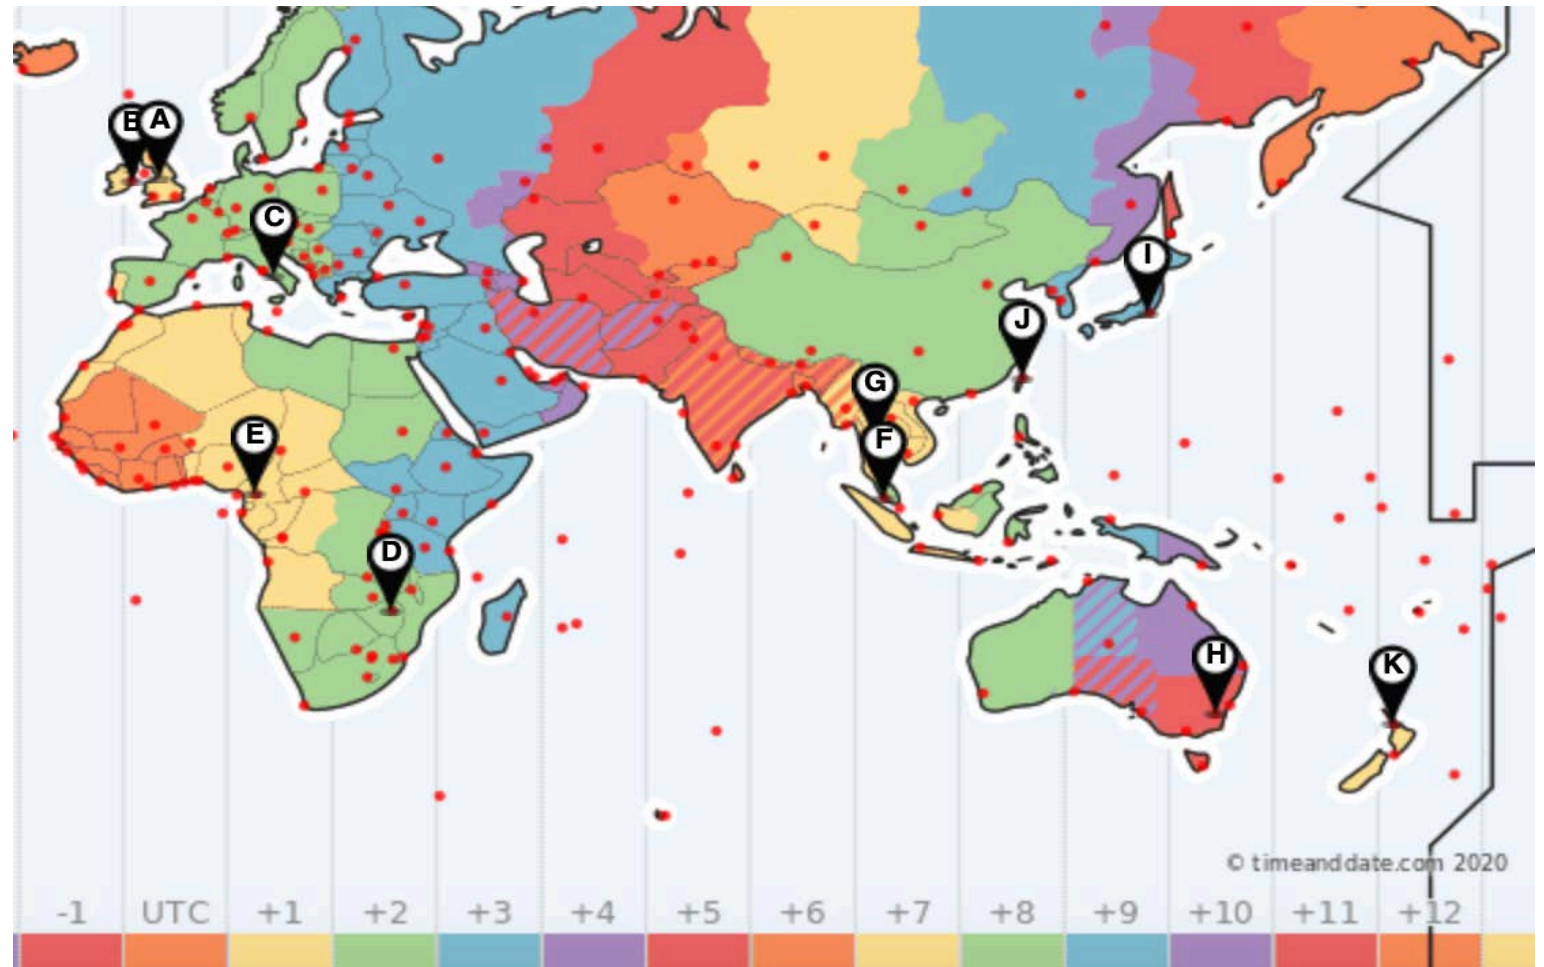 B A
C
I
J
G
E
F
D
H
K
© timeanddate.com 2020
-1 UTC +1 +2 +3 +4 +5 +6 +7 +8 +9 +10 +11 +12